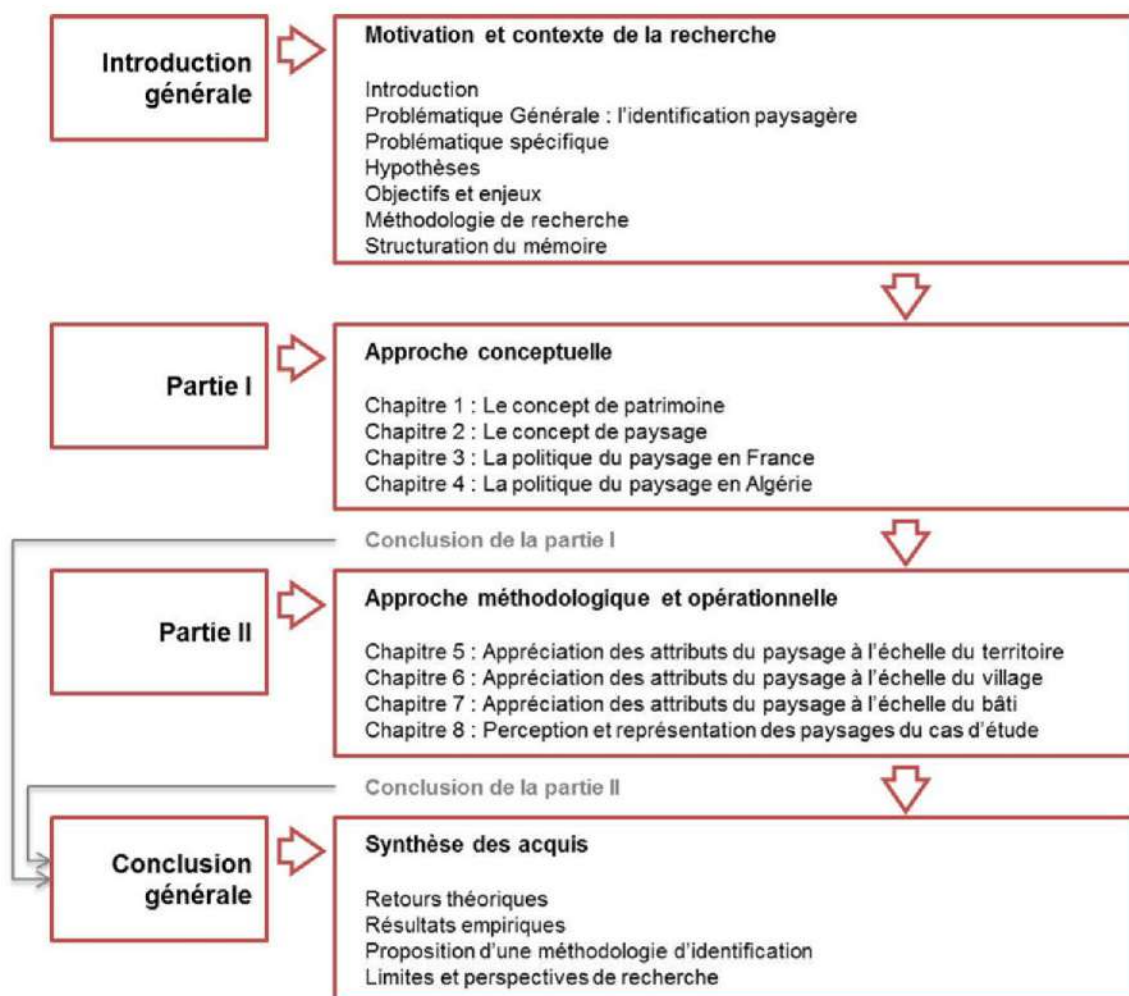 Introduction
générale
Motivation et contexte de la recherche
Introduction
Problématique Générale : l'identification paysagère
Problématique spécifique
Hypothèses
Objectifs et enjeux
Méthodologie de recherche
Structuration du mémoire
Partie I
Approche conceptuelle
Chapitre 1 : Le concept de patrimoine
Chapitre 2 : Le concept de paysage
Chapitre 3 : La politique du paysage en France
Chapitre 4 : La politique du paysage en Algérie
Conclusion de la partie I
Partie II
Approche méthodologique et opérationnelle
Chapitre 5 : Appréciation des attributs du paysage à l'échelle du territoire
Chapitre 6 : Appréciation des attributs du paysage à l'échelle du village
Chapitre 7 : Appréciation des attributs du paysage à l'échelle du bâti
Chapitre 8 : Perception et représentation des paysages du cas d'étude
Conclusion de la partie II
Conclusion
générale
Synthèse des acquis
Retours théoriques
Résultats empiriques
Proposition d'une méthodologie d'identification
Limites et perspectives de recherche